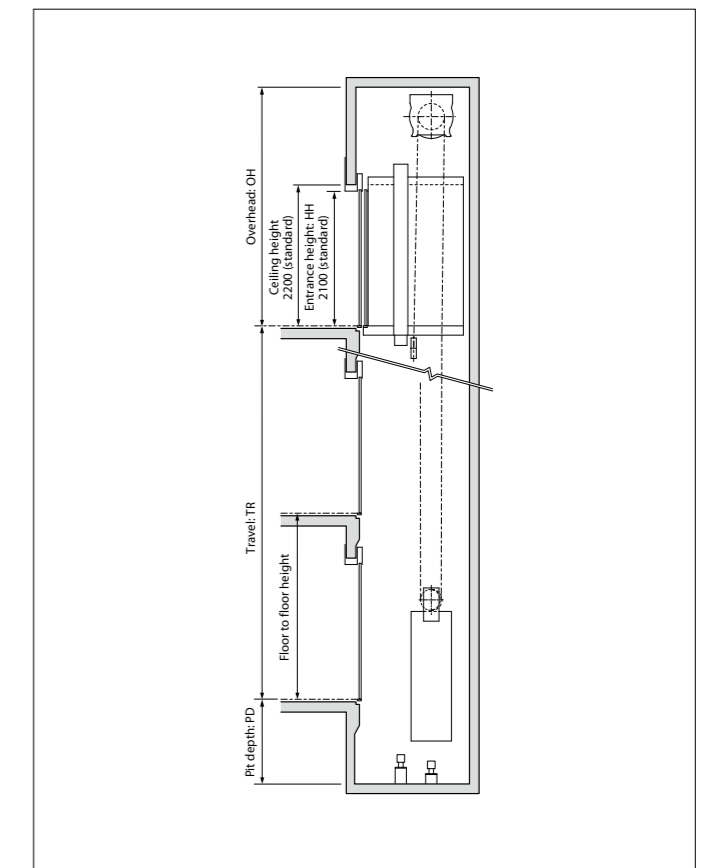 Overhead: OH
Ceiling height
2200 (standard)
Entrance height: HH
2100 (standard)
Travel: TR
Floor to floor height
Pit depth: PD